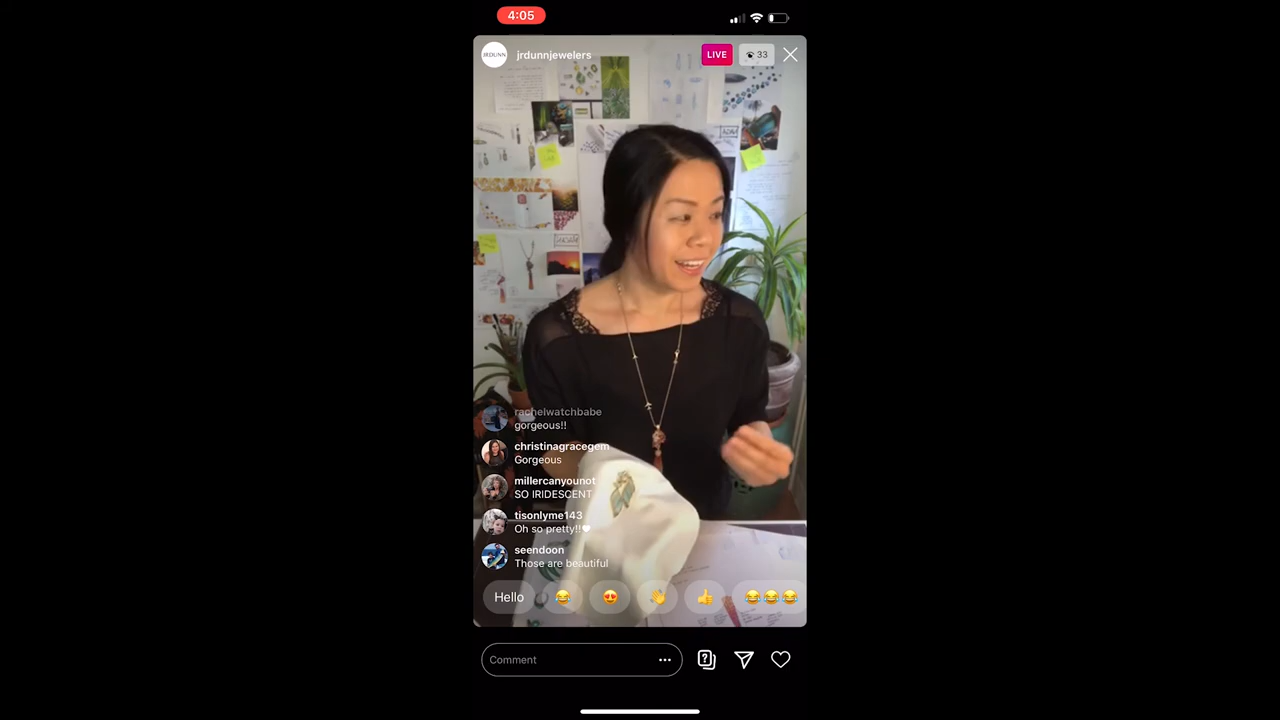 4:05
JRDUNN
jrdunnjewelers
LIVE
33
rachelwatchbabe
gorgeous!!
christinagracegem
Gorgeous
millercanyounot
SO IRIDESCENT
tisonlyme143
Oh so pretty!!🤍
seendoon
Those are beautiful
Hello 😂 😍 👋 👍 😂😂😂
Comment